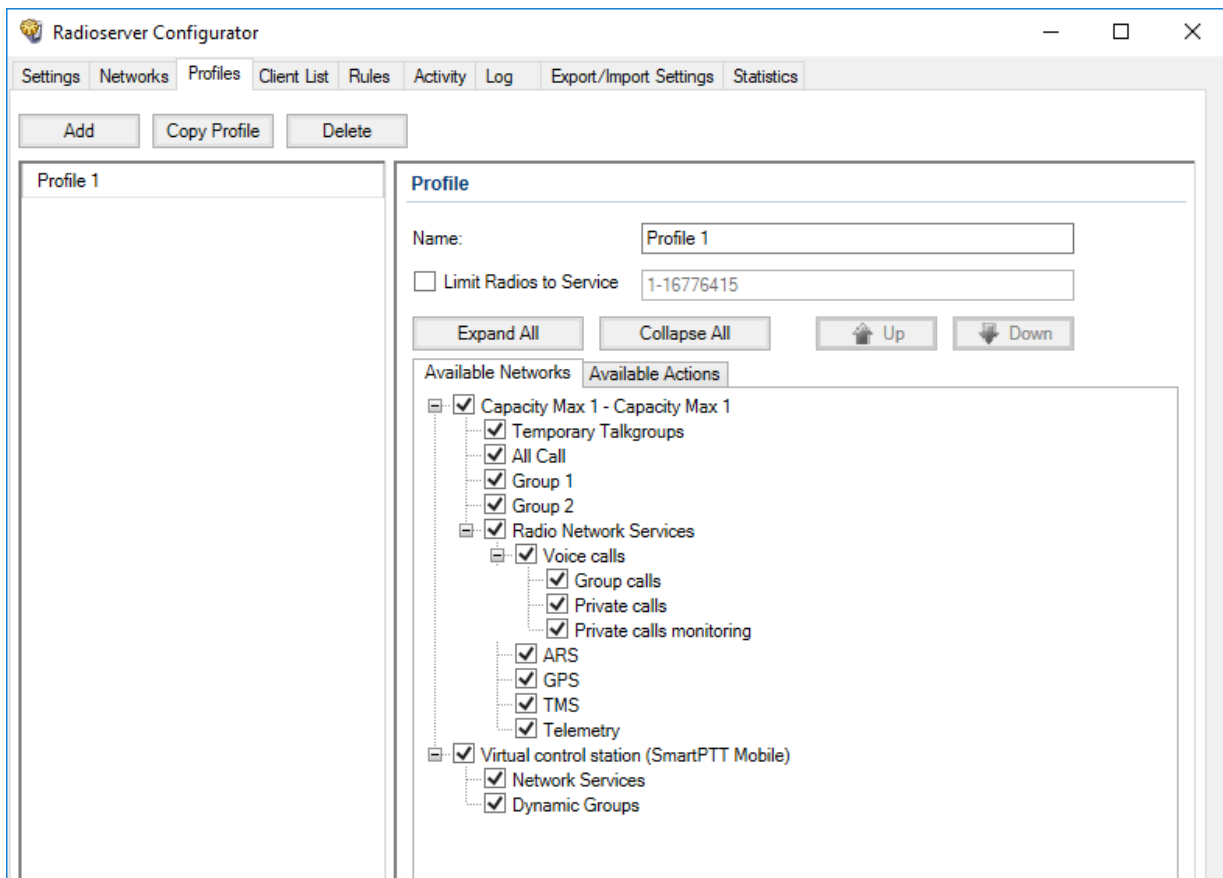 Radioserver Configurator
Settings Networks Profiles Client List Rules Activity Log Export/Import Settings Statistics
Add Copy Profile Delete
Profile 1
Profile
Name: Profile 1
Limit Radios to Service 1-16776415
Expand All Collapse All Up Down
Available Networks Available Actions
Capacity Max 1 - Capacity Max 1
Temporary Talkgroups
All Call
Group 1
Group 2
Radio Network Services
Voice calls
Group calls
Private calls
Private calls monitoring
ARS
GPS
TMS
Telemetry
Virtual control station (SmartPTT Mobile)
Network Services
Dynamic Groups